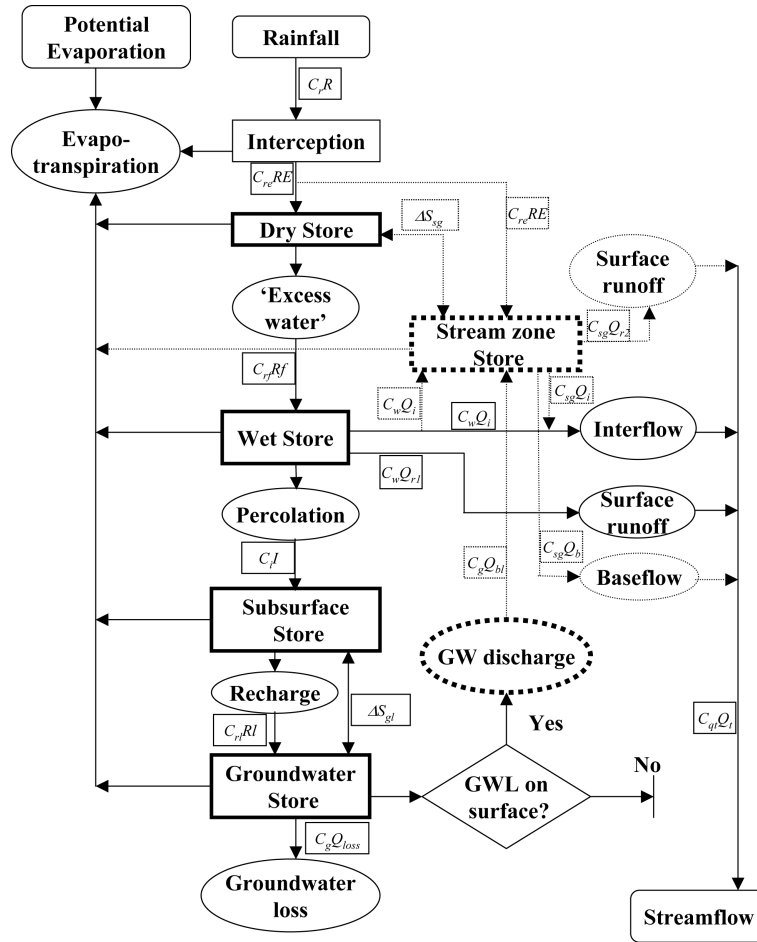 Potential
Evaporation
Rainfall
CrR
Evapo-
transpiration
Interception
CreRE
CreRE
ΔSsg
Dry Store
Surface
runoff
‘Excess
water’
Stream zone
Store
CsgQr2
CrfRf
CwQi
CsgQi
CwQi
Wet Store
Interflow
CwQr1
Percolation
Surface
runoff
CsgQb
CgQbl
CiI
Baseflow
Subsurface
Store
GW discharge
Recharge
ΔSgl
CrlRl
Yes
CqtQt
No
Groundwater
Store
GWL on
surface?
CgQloss
Groundwater
loss
Streamflow